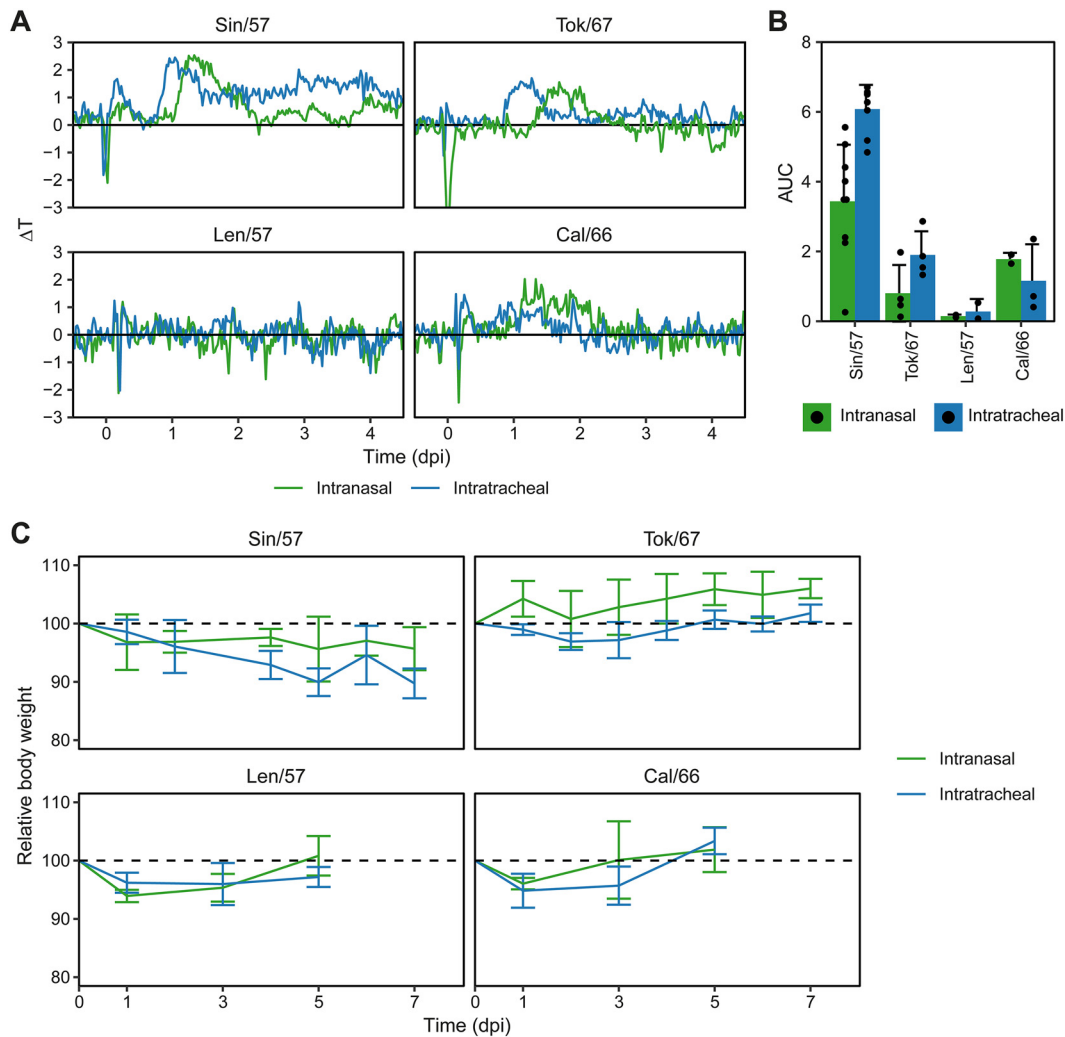 A
Sin/57
Tok/67
3
2
1
0
−1
−2
−3
Len/57
Cal/66
3
2
1
0
−1
−2
−3
ΔT
0 1 2 3 4
0 1 2 3 4
Time (dpi)
Intranasal Intratracheal
B
8
6
4
2
0
AUC
Sin/57 Tok/67 Len/57 Cal/66
Intranasal Intratracheal
C
Sin/57
Tok/67
110
100
90
80
Len/57
Cal/66
110
100
90
80
Relative body weight
0 1 3 5 7
0 1 3 5 7
Time (dpi)
Intranasal
Intratracheal